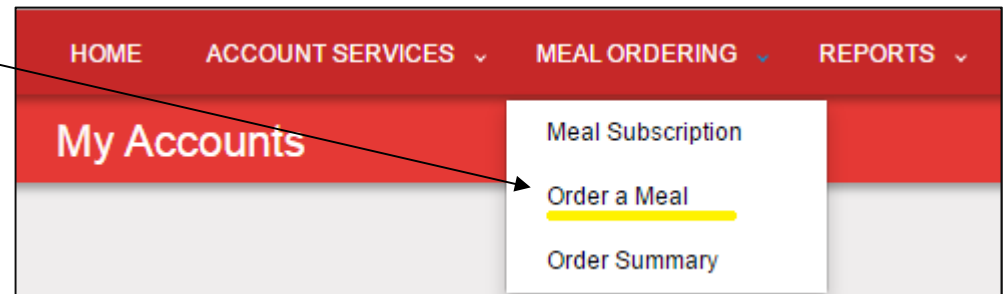 HOME ACCOUNT SERVICES MEAL ORDERING REPORTS
My Accounts
Meal Subscription
Order a Meal
Order Summary